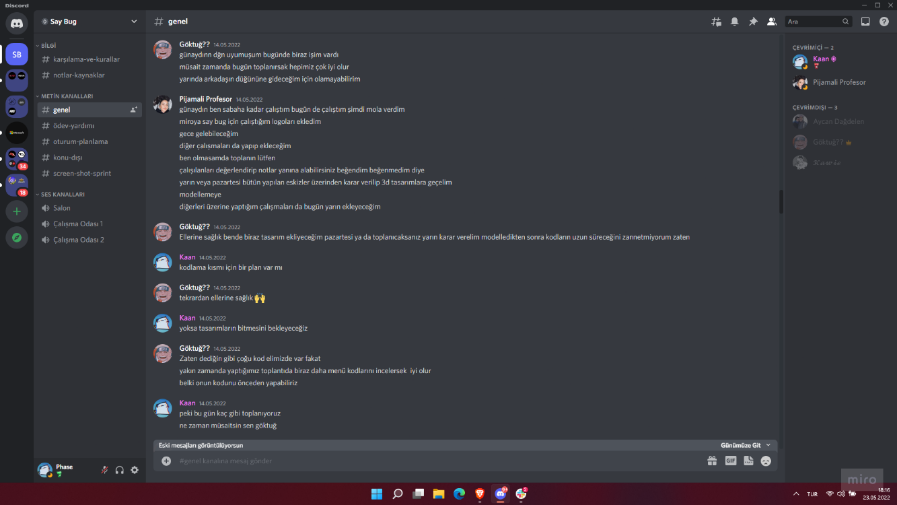 Discord
Say Bug
genel
Ara
BİLGİ
karşılama-ve-kurallar
notlar-kaynaklar
METİN KANALLARI
genel
ödev-yardımı
oturum-planlama
konu-dışı
screen-shot-sprint
SES KANALLARI
Salon
Çalışma Odası 1
Çalışma Odası 2
SB
34
18
Göktuğ?? 14.05.2022
günaydın dğn uyumuşum bugünde biraz işim vardı
müsait zamanda bugün toplanırsak hepimiz çok iyi olur
yarında arkadaşın düğününe gideceğim için olamayabilirim
Pijamali Profesor 14.05.2022
günaydın ben sabaha kadar çalıştım bugün de çalıştım şimdi mola verdim
miroya say bug için çalıştığım logoları ekledim
gece gelebileceğim
diğer çalışmaları da yapıp ekleyeceğim
ben olmasamda toplanın lütfen
çalışılanları değerlendirip notlar yanına alabilirsiniz beğendim beğenmedim diye
yarın veya pazartesi bütün yapılan eskizler üzerinden karar verilip 3d tasarımlara geçelim
modellemeye
diğerleri üzerine yaptığım çalışmaları da bugün yarın ekleyeceğim
Göktuğ?? 14.05.2022
Ellerine sağlık bende biraz tasarım ekliyeceğim pazartesi ya da toplanıcaksanız yarın karar verelim modelledikten sonra kodların uzun süreceğini zannetmiyorum zaten
Kaan 14.05.2022
kodlama kısmı için bir plan var mı
Göktuğ?? 14.05.2022
tekrardan ellerine sağlık 🙌
Kaan 14.05.2022
yoksa tasarımların bitmesini bekleyeceğiz
Göktuğ?? 14.05.2022
Zaten dediğin gibi çoğu kod elimizde var fakat
yakın zamanda yaptığımız toplantıda biraz daha menü kodlarını incelersek iyi olur
belki onun kodunu önceden yapabiliriz
Kaan 14.05.2022
peki bu gün kaç gibi toplanıyoruz
ne zaman müsaitsin sen göktuğ
Eski mesajları görüntülüyorsun
Günümüze Git
#genel kanalına mesaj gönder
GIF
ÇEVRİMİÇİ — 2
Kaan
Pijamali Profesor
ÇEVRİMDIŞI — 3
Göktuğ??
Phase
miro
TUR
18:16
23.05.2022